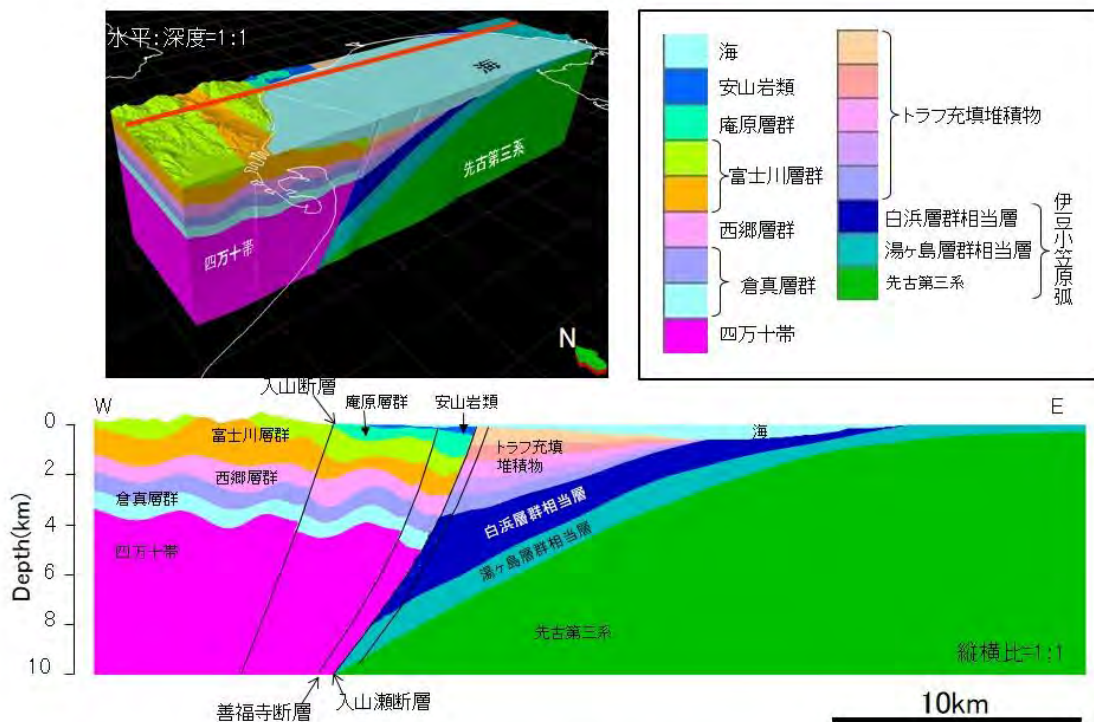 水平:深度=1:1
海
先古第三系
四万十帯
N
海
安山岩類
庵原層群
富士川層群
西郷層群
倉真層群
四万十帯
トラフ充填堆積物
白浜層群相当層
湯ヶ島層群相当層
先古第三系
伊豆小笠原弧
入山断層
W
庵原層群
安山岩類
E
0
2
4
6
8
10
Depth(km)
富士川層群
西郷層群
倉真層群
四万十帯
トラフ充填
堆積物
海
白浜層群相当層
湯ヶ島層群相当層
先古第三系
縦横比=1:1
善福寺断層
入山瀬断層
10km